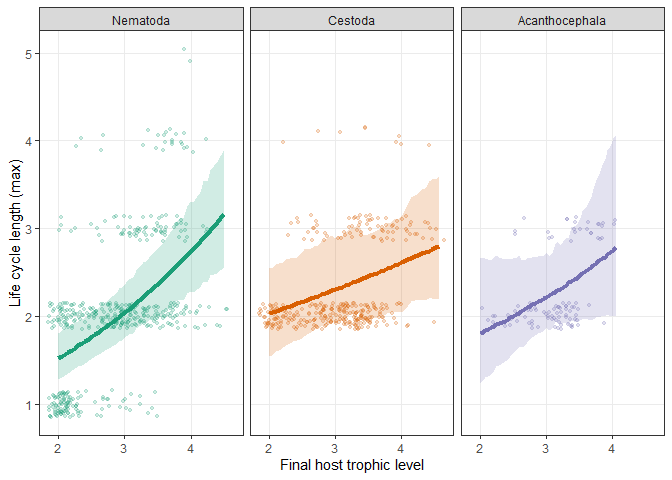 Nematoda
Cestoda
Acanthocephala
Life cycle length (max)
5
4
3
2
1
2 3 4
2 3 4
2 3 4
Final host trophic level